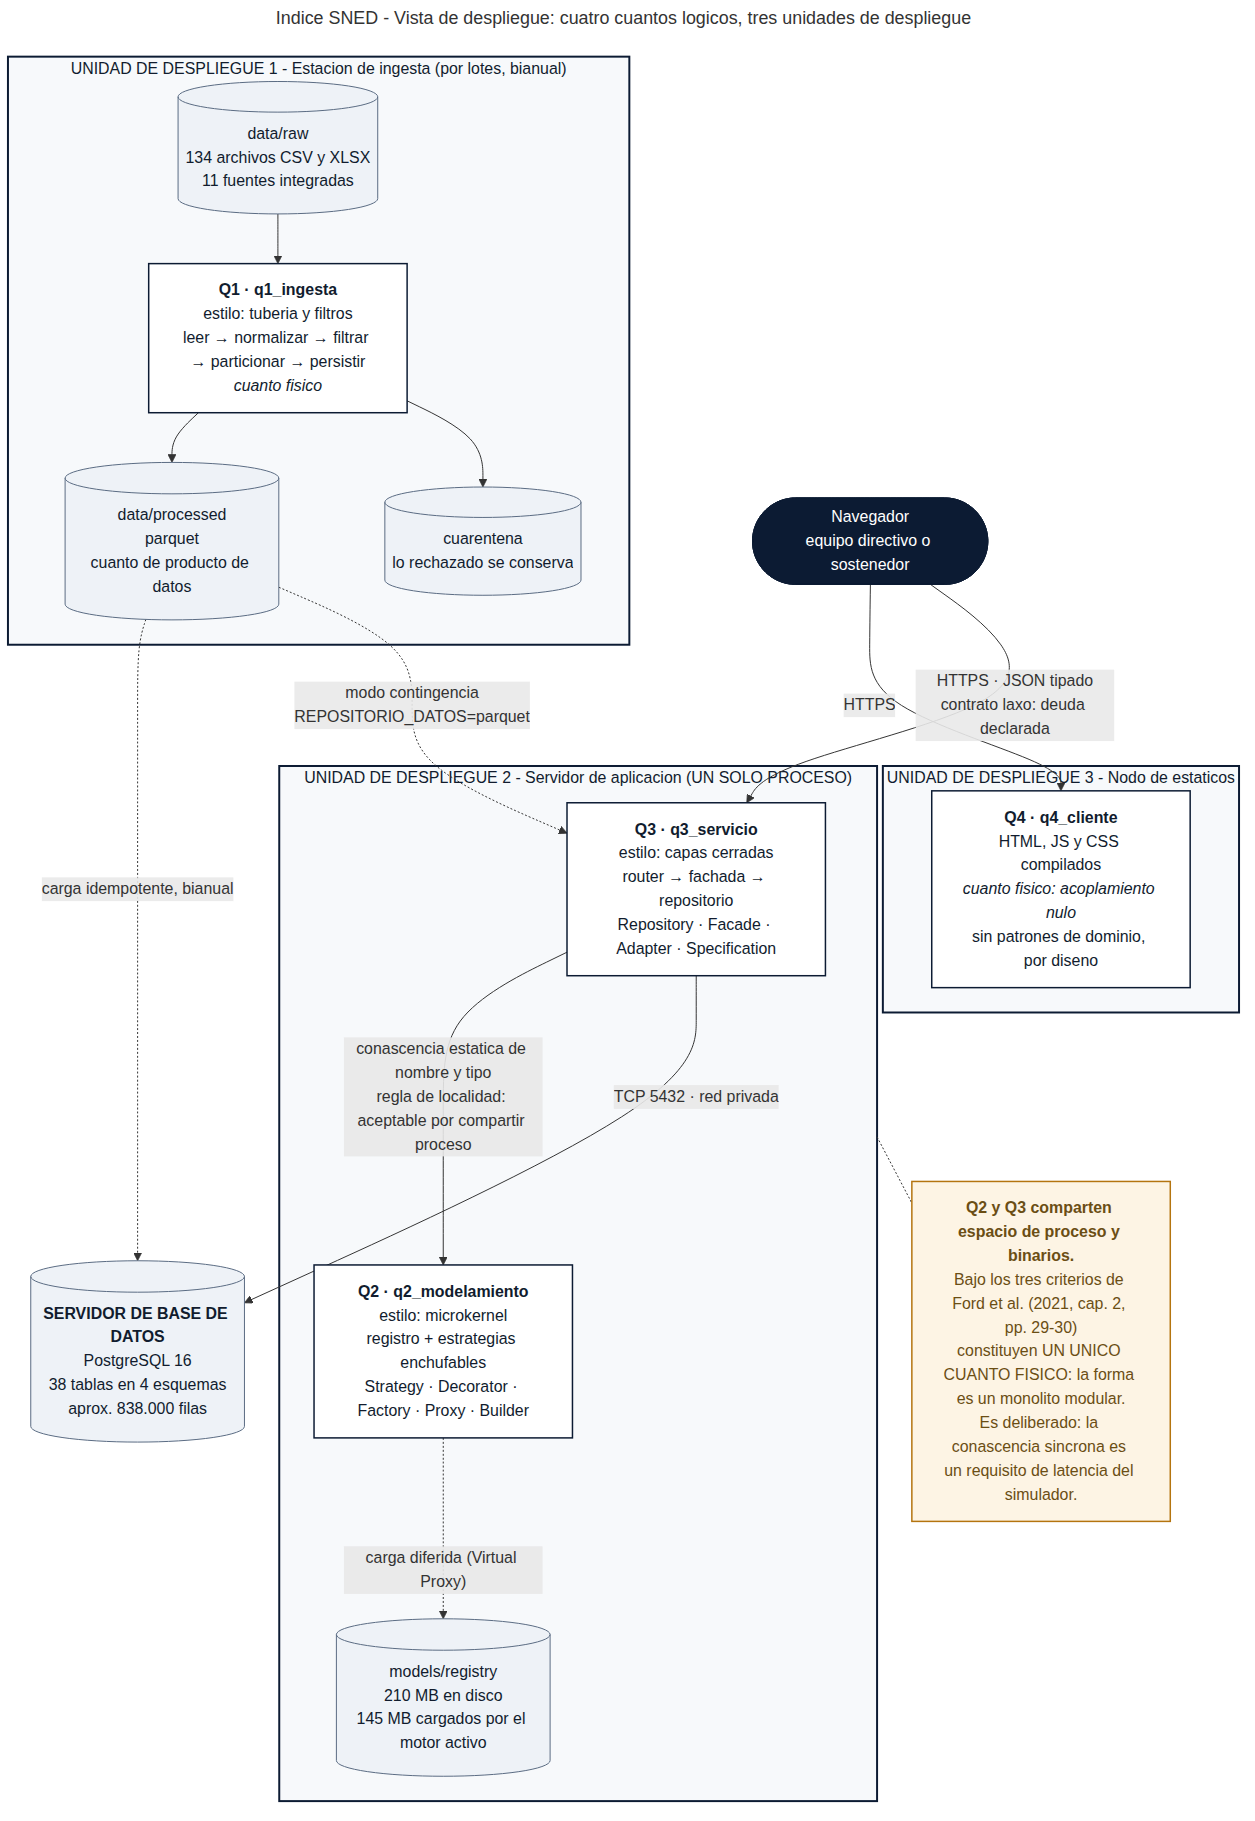 Indice SNED - Vista de despliegue: cuatro cuantos logicos, tres unidades de despliegue
UNIDAD DE DESPLIEGUE 1 - Estacion de ingesta (por lotes, bianual)
data/raw
134 archivos CSV y XLSX
11 fuentes integradas
Q1 · q1_ingesta
estilo: tuberia y filtros
leer → normalizar → filtrar
→ particionar → persistir
cuanto fisico
data/processed
parquet
cuanto de producto de
datos
cuarentena
lo rechazado se conserva
Navegador
equipo directivo o
sostenedor
modo contingencia
REPOSITORIO_DATOS=parquet
HTTPS
HTTPS · JSON tipado
contrato laxo: deuda
declarada
UNIDAD DE DESPLIEGUE 2 - Servidor de aplicacion (UN SOLO PROCESO)
UNIDAD DE DESPLIEGUE 3 - Nodo de estaticos
Q3 · q3_servicio
estilo: capas cerradas
router → fachada →
repositorio
Repository · Facade ·
Adapter · Specification
Q4 · q4_cliente
HTML, JS y CSS
compilados
cuanto fisico: acoplamiento
nulo
sin patrones de dominio,
por diseno
carga idempotente, bianual
conascencia estatica de
nombre y tipo
regla de localidad:
aceptable por compartir
proceso
TCP 5432 · red privada
SERVIDOR DE BASE DE
DATOS
PostgreSQL 16
38 tablas en 4 esquemas
aprox. 838.000 filas
Q2 · q2_modelamiento
estilo: microkernel
registro + estrategias
enchufables
Strategy · Decorator ·
Factory · Proxy · Builder
Q2 y Q3 comparten
espacio de proceso y
binarios.
Bajo los tres criterios de
Ford et al. (2021, cap. 2,
pp. 29-30)
constituyen UN UNICO
CUANTO FISICO: la forma
es un monolito modular.
Es deliberado: la
conascencia sincrona es
un requisito de latencia del
simulador.
carga diferida (Virtual
Proxy)
models/registry
210 MB en disco
145 MB cargados por el
motor activo